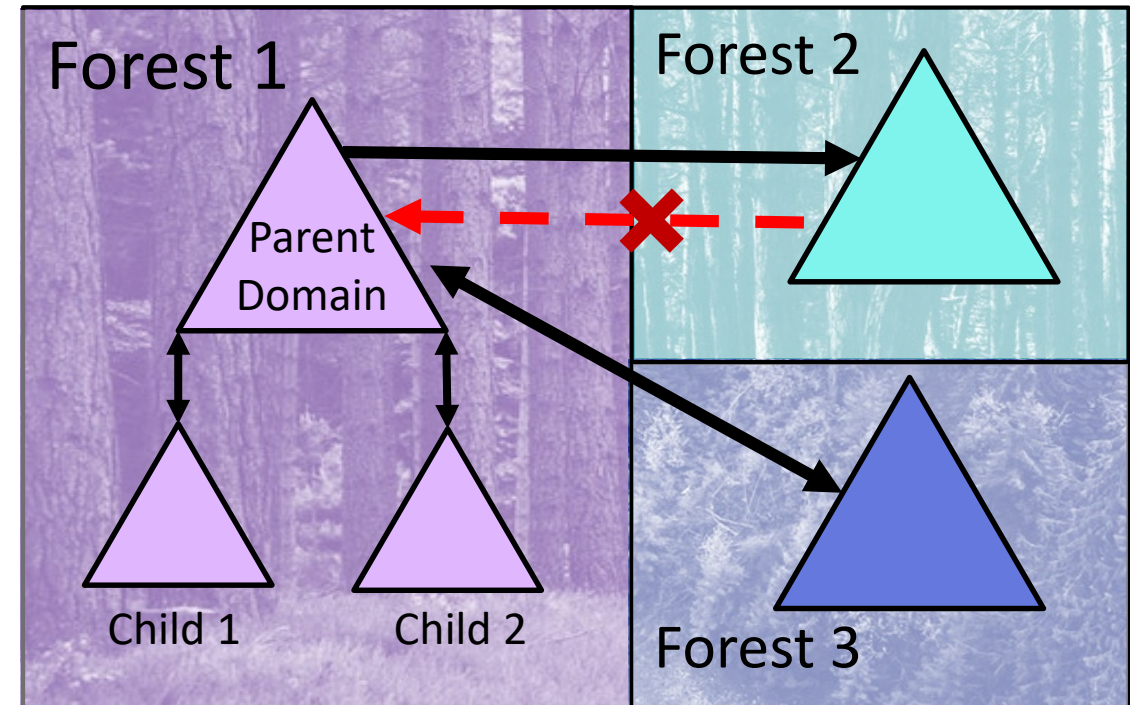 Forest 1
Forest 2
Parent
Domain
Child 1
Child 2
Forest 3